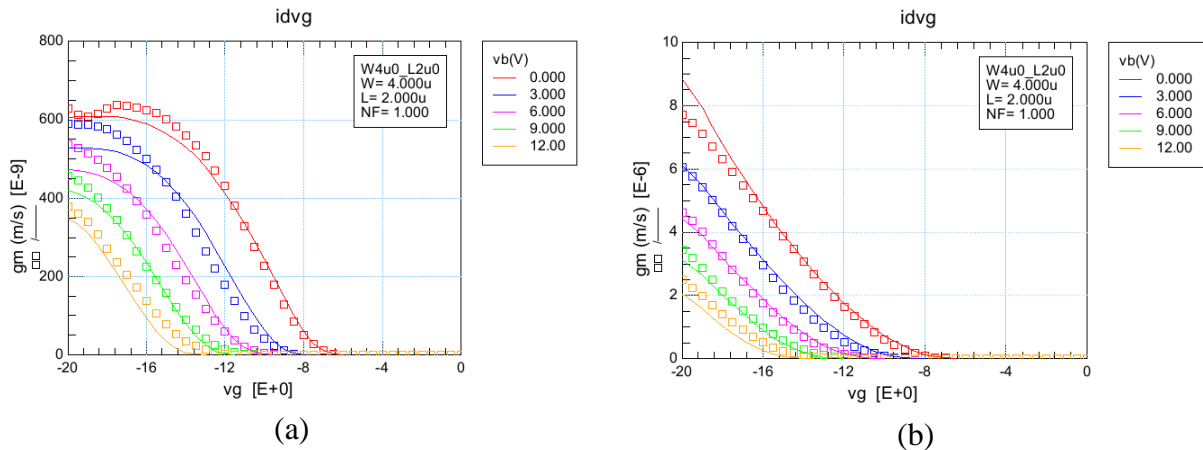 idvg
800
600
400
200
0
gm (m/s) [E-9]
-20
-16
-12
-8
-4
0
vg [E+0]
W4u0_L2u0
W= 4.000u
L= 2.000u
NF= 1.000
vb(V)
0.000
3.000
6.000
9.000
12.00
(a)
idvg
10
8
6
4
2
0
gm (m/s) [E-6]
-20
-16
-12
-8
-4
0
vg [E+0]
W4u0_L2u0
W= 4.000u
L= 2.000u
NF= 1.000
vb(V)
0.000
3.000
6.000
9.000
12.00
(b)